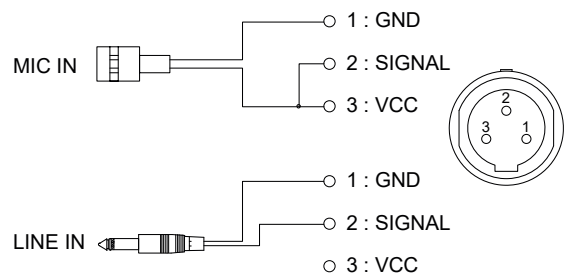 MIC IN
1 : GND
2 : SIGNAL
3 : VCC
2
3 1
LINE IN
1 : GND
2 : SIGNAL
3 : VCC